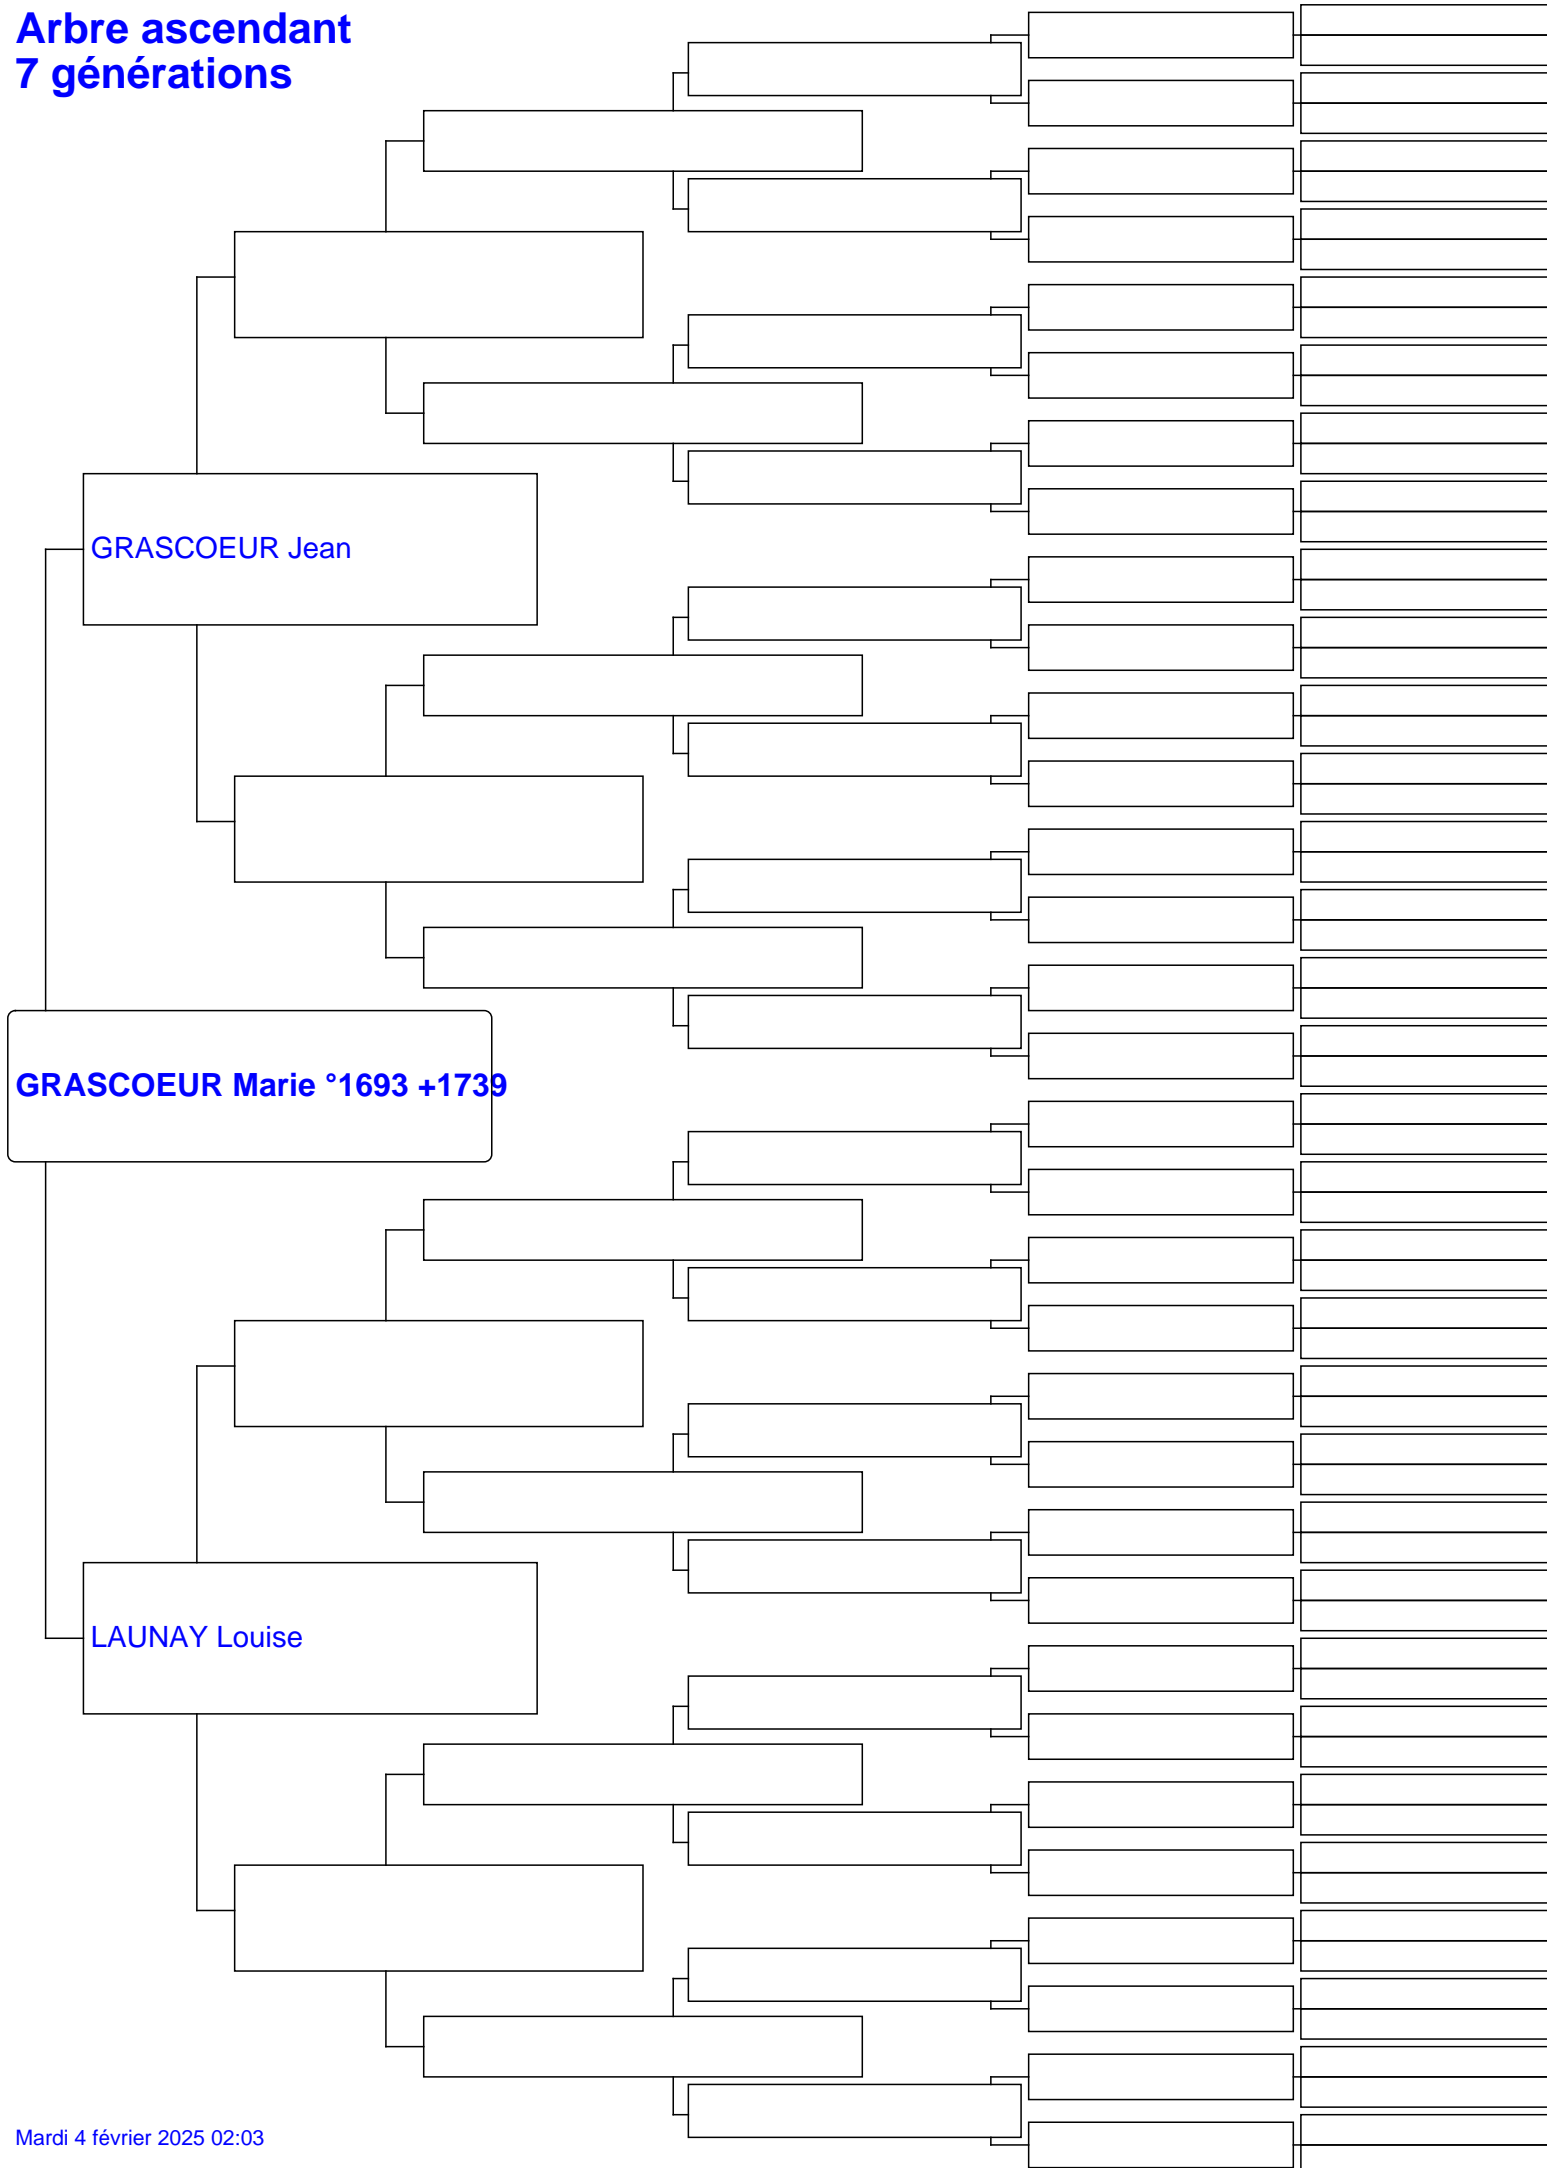 Arbre ascendant
7 générations
GRASCOEUR Jean
GRASCOEUR Marie °1693 +1739
LAUNAY Louise
Mardi 4 février 2025 02:03